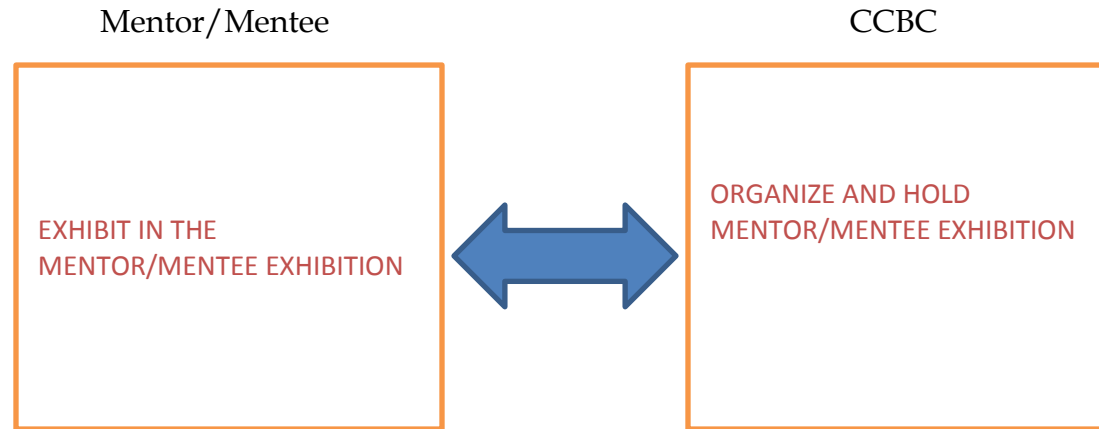 Mentor/Mentee
CCBC
EXHIBIT IN THE
MENTOR/MENTEE EXHIBITION
ORGANIZE AND HOLD
MENTOR/MENTEE EXHIBITION